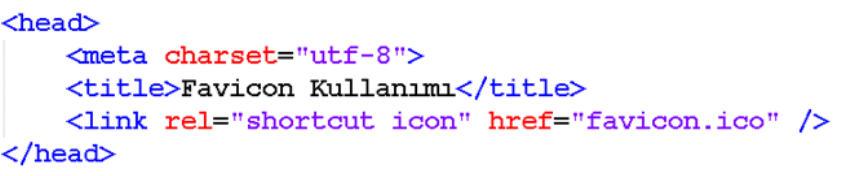 <head>
<meta charset="utf-8">
<title>Favicon Kullanımı</title>
<link rel="shortcut icon" href="favicon.ico" />
</head>